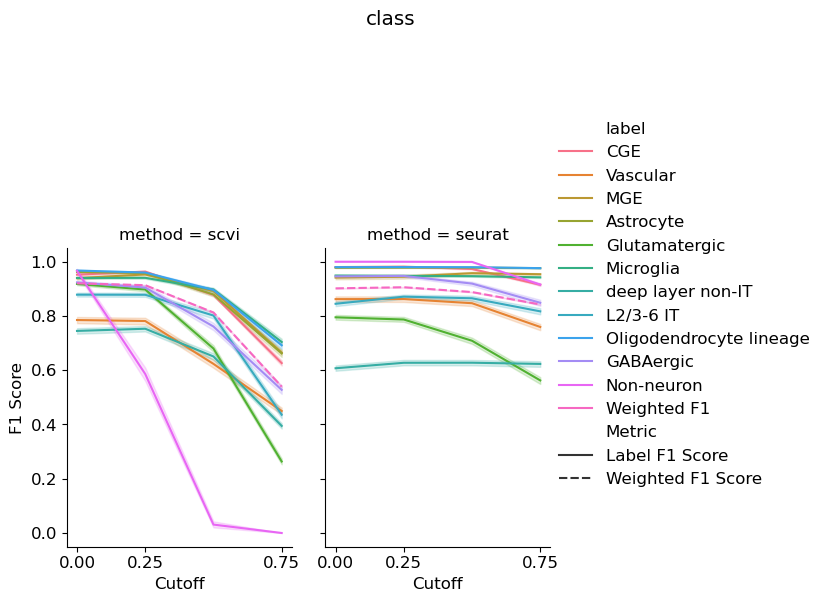 class
method = scvi
method = seurat
F1 Score
1.0
0.8
0.6
0.4
0.2
0.0
0.00
0.25
0.75
Cutoff
0.00
0.25
0.75
Cutoff
label
CGE
Vascular
MGE
Astrocyte
Glutamatergic
Microglia
deep layer non-IT
L2/3-6 IT
Oligodendrocyte lineage
GABAergic
Non-neuron
Weighted F1
Metric
Label F1 Score
Weighted F1 Score